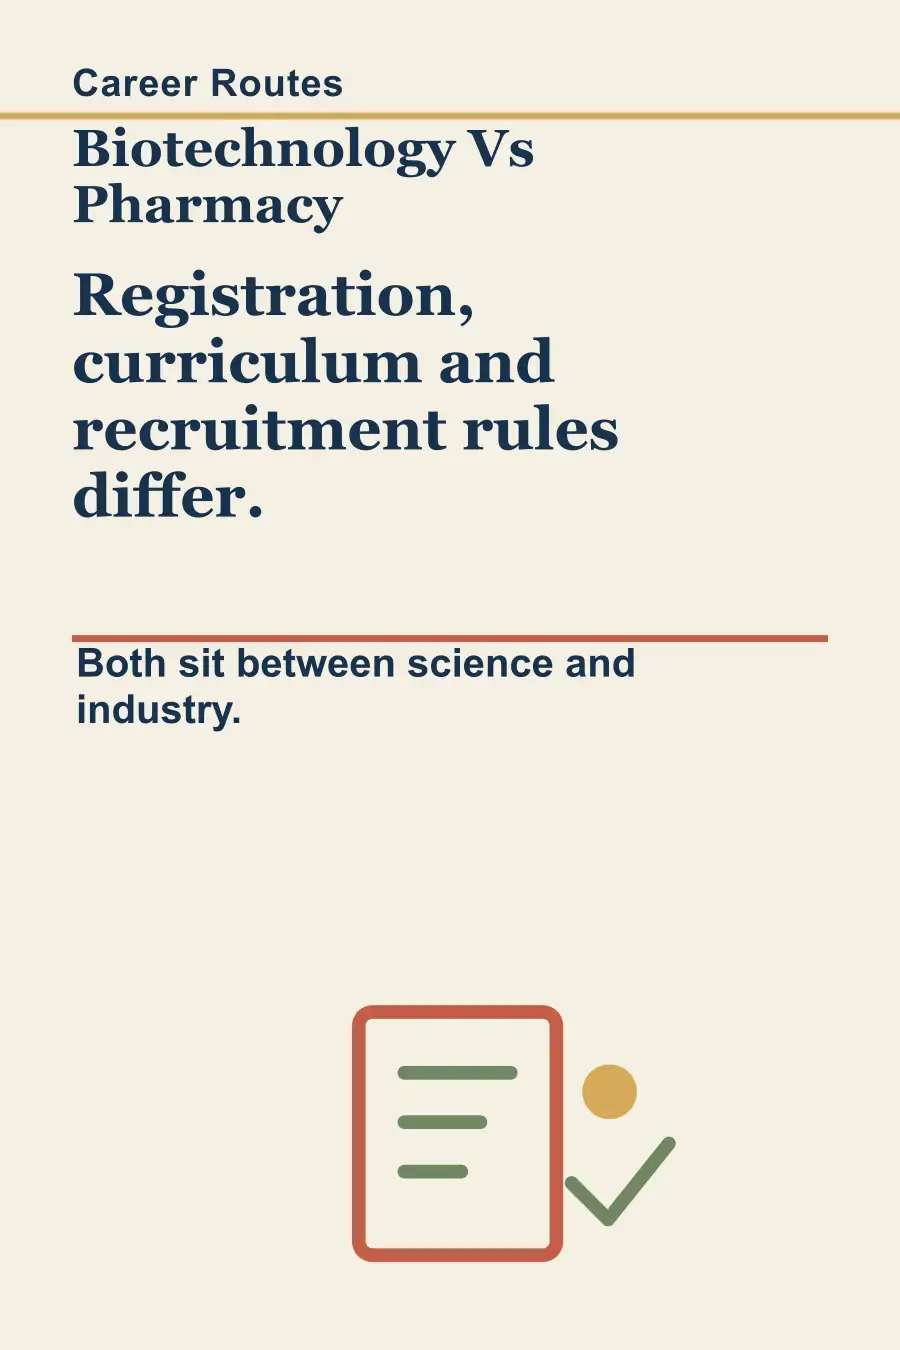 Career Routes
Biotechnology Vs
Pharmacy
Registration,
curriculum and
recruitment rules
differ.
Both sit between science and
industry.